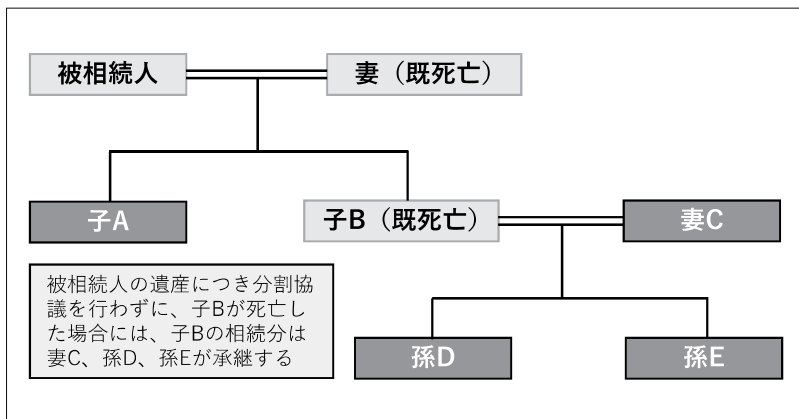 被相続人
妻（既死亡）
子A
子B（既死亡）
妻C
被相続人の遺産につき分割協
議を行わずに、子Bが死亡し
た場合には、子Bの相続分は
妻C、孫D、孫Eが承継する
孫D
孫E